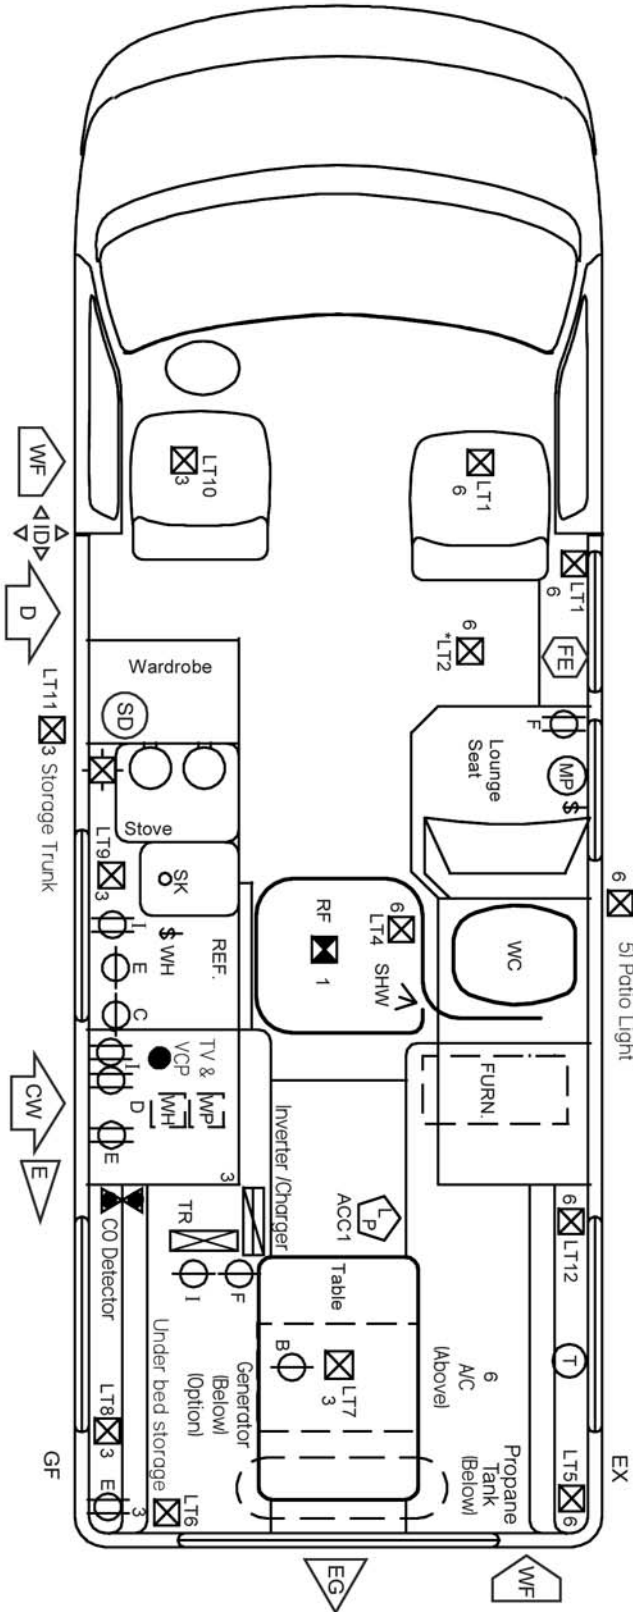 WF
ID
D
LT10
3
LT1
6
LT1
6
6
*LT2
FE
Wardrobe
SD
LT11
3 Storage Trunk
F
MP
$
Lounge
Seat
Stove
LT9
3
SK
I
$ WH
E
REF.
C
RF
1
6
LT4
SHW
WC
6
5) Patio Light
I
TV &
VCP
D
WH
WP
E
3
FURN.
CW
E
Inverter /Charger
L
P
ACC1
TR
CO Detector
I
F
Table
B
LT7
3
6
A/C
(Above)
6
LT12
T
Under bed storage
Generator
(Below)
(Option)
LT8
3
E
3
LT6
Propane
Tank
(Below)
LT5
6
GF
EX
EG
WF